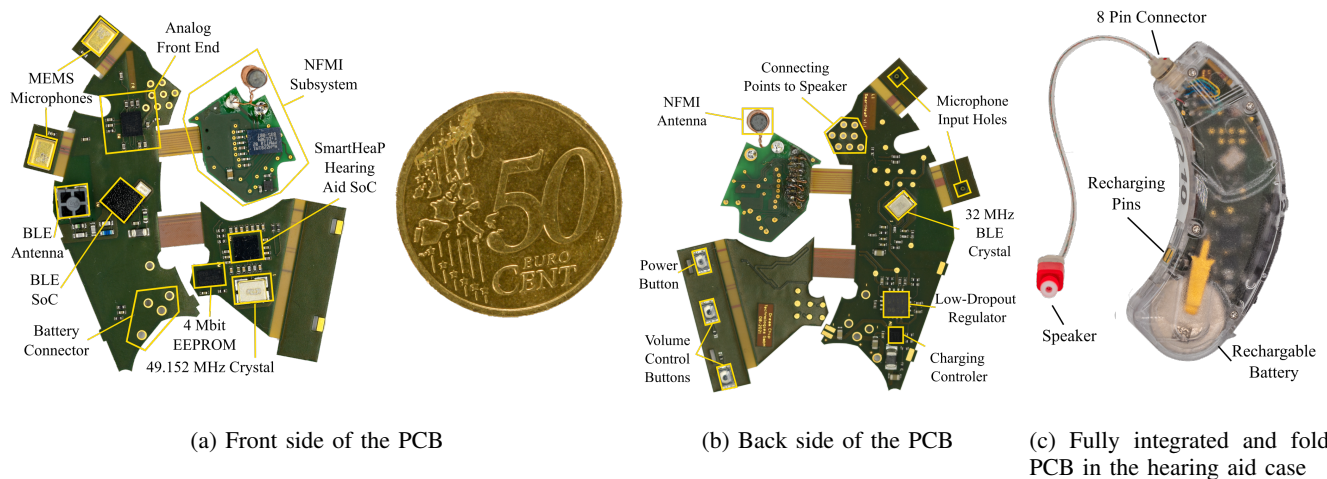 Analog
Front End
MEMS
Microphones
NFMI
Subsystem
SmartHeaP
Hearing
Aid SoC
BLE
Antenna
BLE
SoC
Battery
Connector
4 Mbit
EEPROM
49.152 MHz Crystal
50
EURO
CENT
(a) Front side of the PCB
Connecting
Points to Speaker
NFMI
Antenna
Microphone
Input Holes
32 MHz
BLE
Crystal
Power
Button
Volume
Control
Buttons
Low-Dropout
Regulator
Charging
Controler
(b) Back side of the PCB
8 Pin Connector
Recharging
Pins
Speaker
Rechargable
Battery
(c) Fully integrated and fold
PCB in the hearing aid case